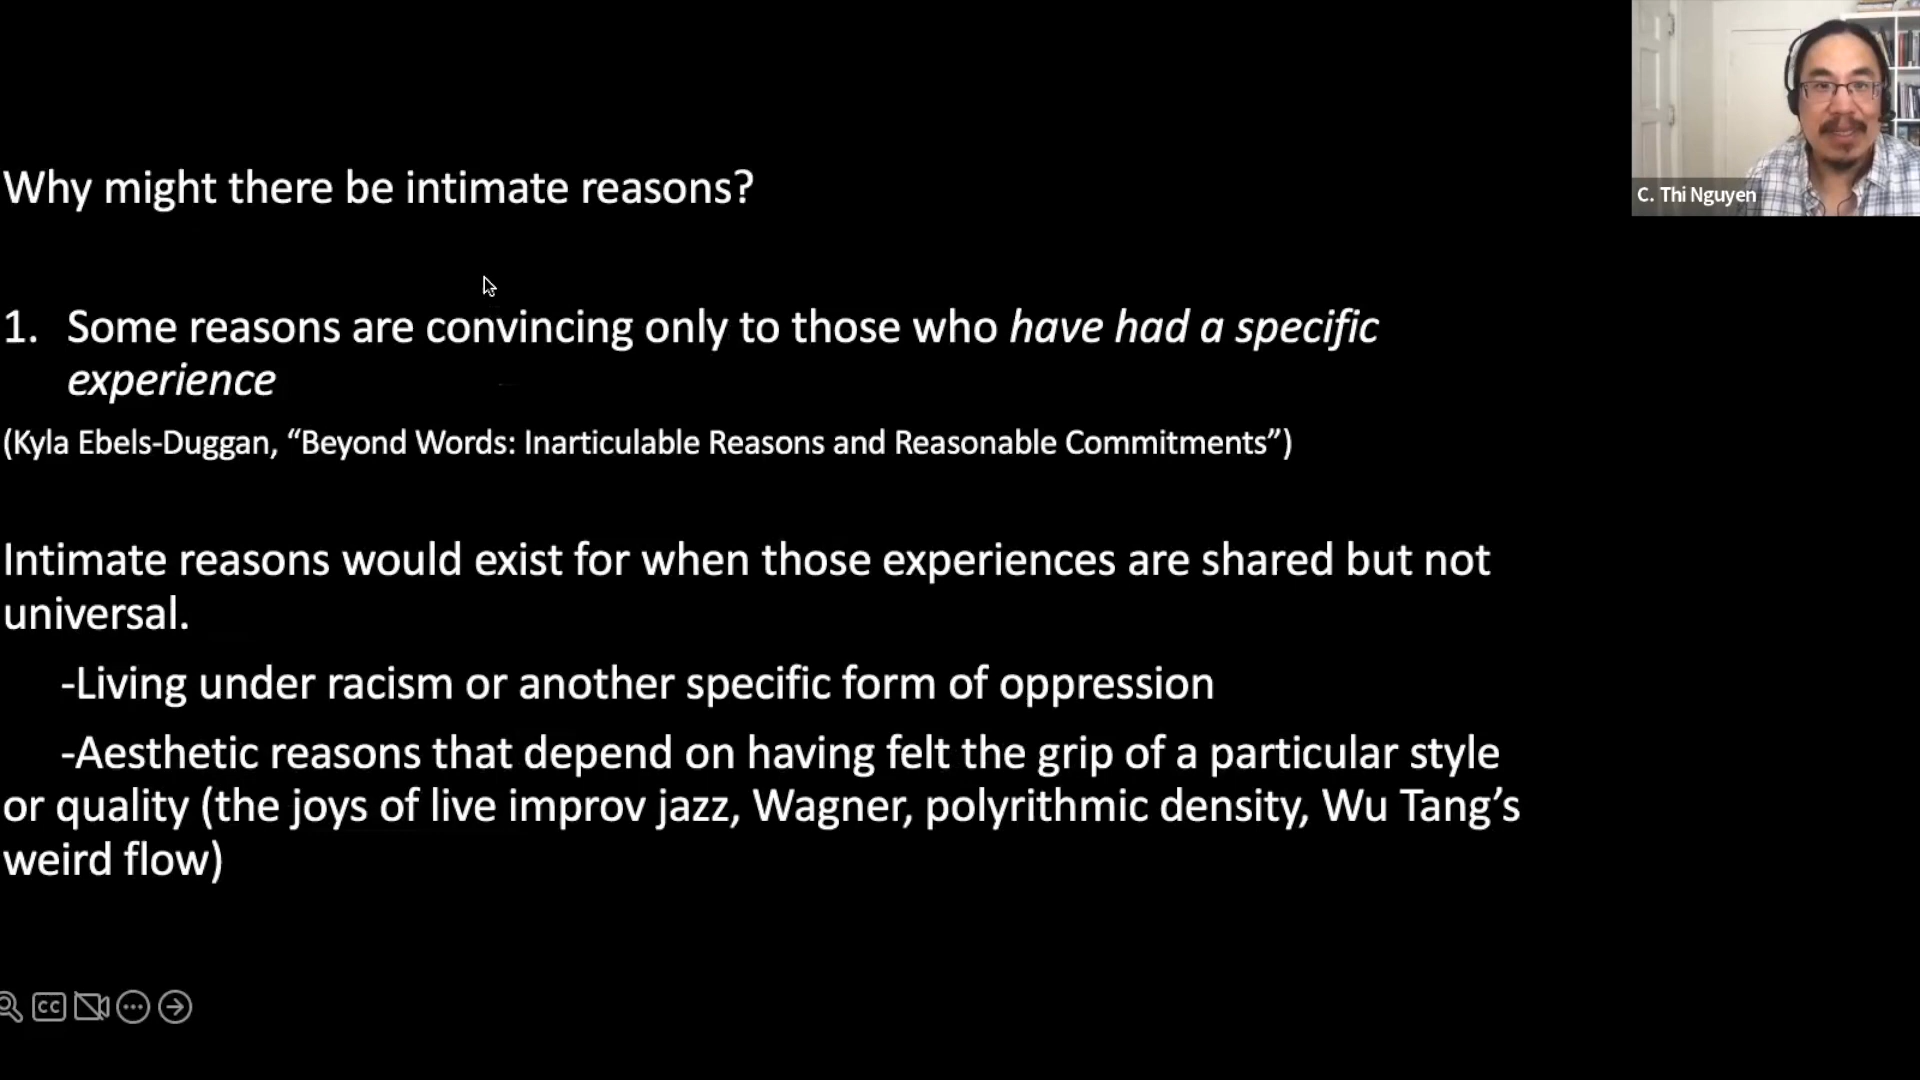 Why might there be intimate reasons?
C. Thi Nguyen
1. Some reasons are convincing only to those who have had a specific
experience
(Kyla Ebels-Duggan, “Beyond Words: Inarticulable Reasons and Reasonable Commitments”)
Intimate reasons would exist for when those experiences are shared but not
universal.
-Living under racism or another specific form of oppression
-Aesthetic reasons that depend on having felt the grip of a particular style
or quality (the joys of live improv jazz, Wagner, polyrithmic density, Wu Tang’s
weird flow)
CC